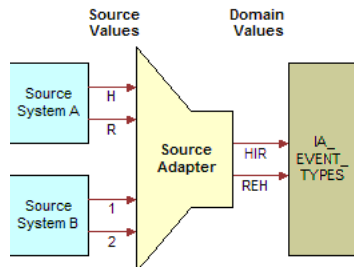 Source
Values
Domain
Values
Source
System A
H
R
Source
Adapter
HIR
REH
IA_
EVENT_
TYPES
Source
System B
1
2